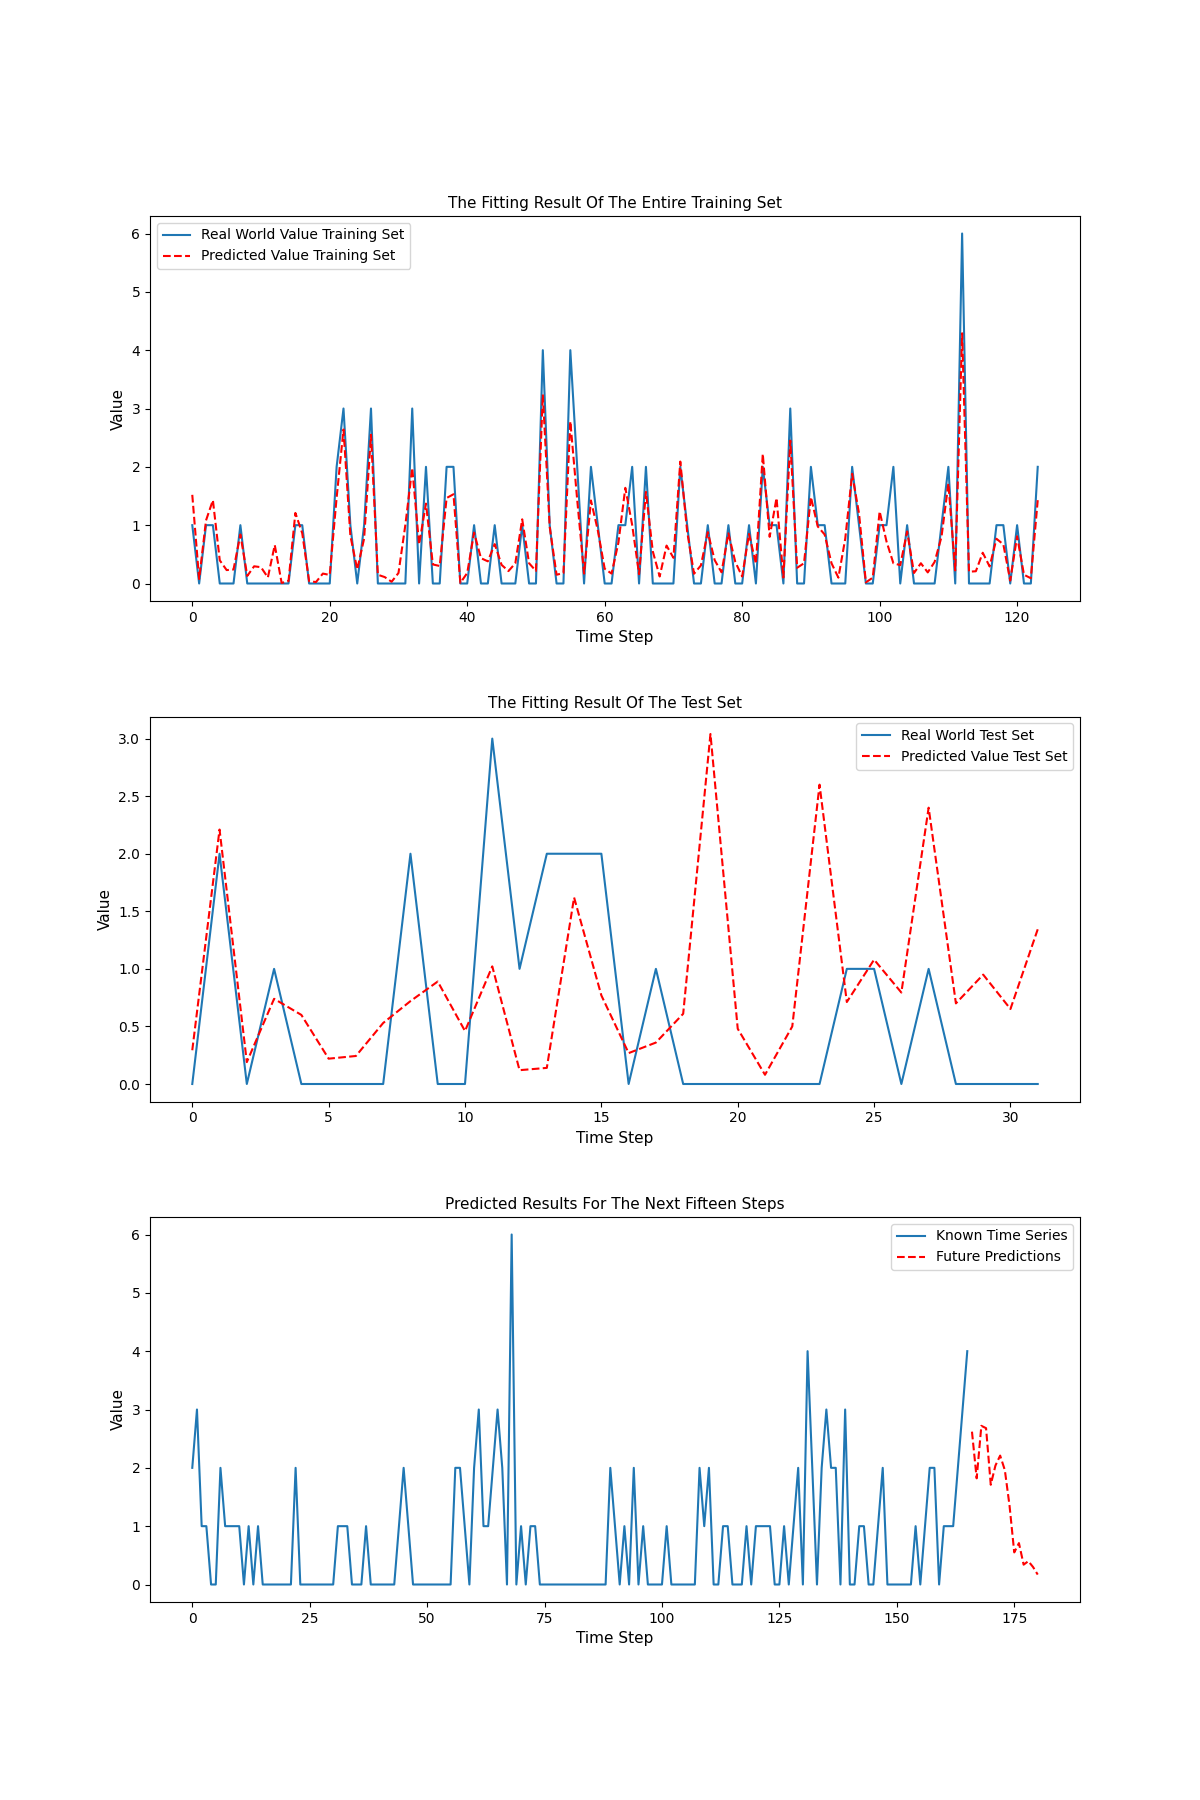 The Fitting Result Of The Entire Training Set
Real World Value Training Set
Predicted Value Training Set
6
5
4
3
2
1
0
Value
0 20 40 60 80 100 120
Time Step
The Fitting Result Of The Test Set
Real World Test Set
Predicted Value Test Set
3.0
2.5
2.0
1.5
1.0
0.5
0.0
Value
0 5 10 15 20 25 30
Time Step
Predicted Results For The Next Fifteen Steps
Known Time Series
Future Predictions
6
5
4
3
2
1
0
Value
0 25 50 75 100 125 150 175
Time Step